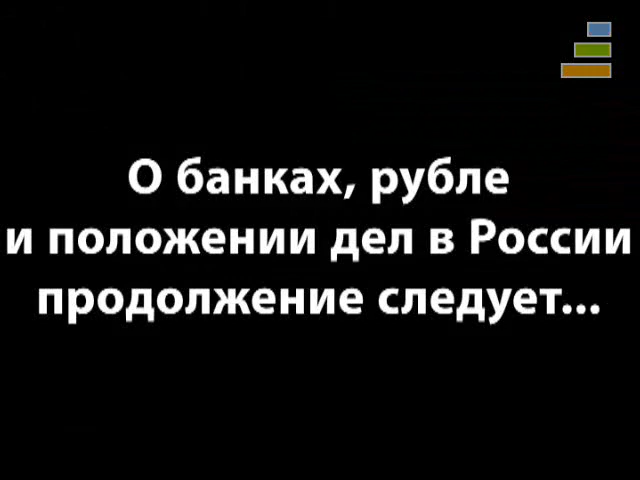 О банках, рубле
и положении дел в России
продолжение следует...